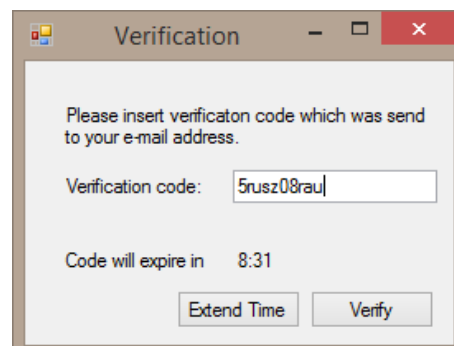 Verification
Please insert verificaton code which was send
to your e-mail address.
Verification code: 5rusz08rau
Code will expire in 8:31
Extend Time Verify